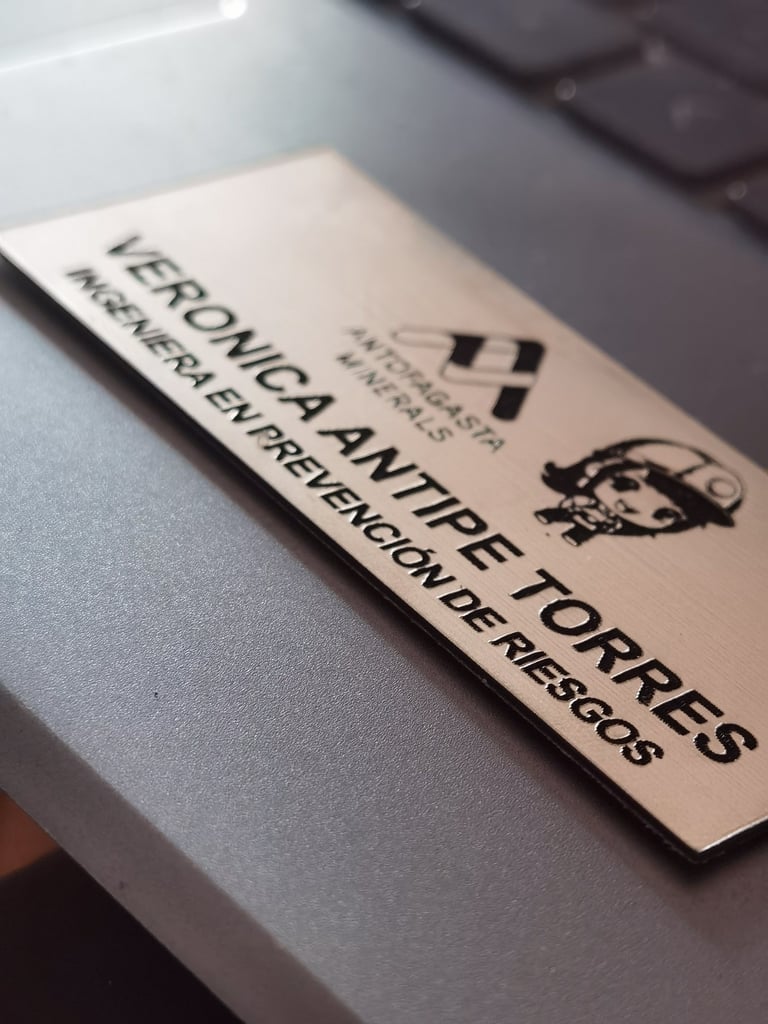 ANTOFAGASTA
MINERALS
VERONICA ANTIPE TORRES
INGENIERA EN PREVENCIÓN DE RIESGOS